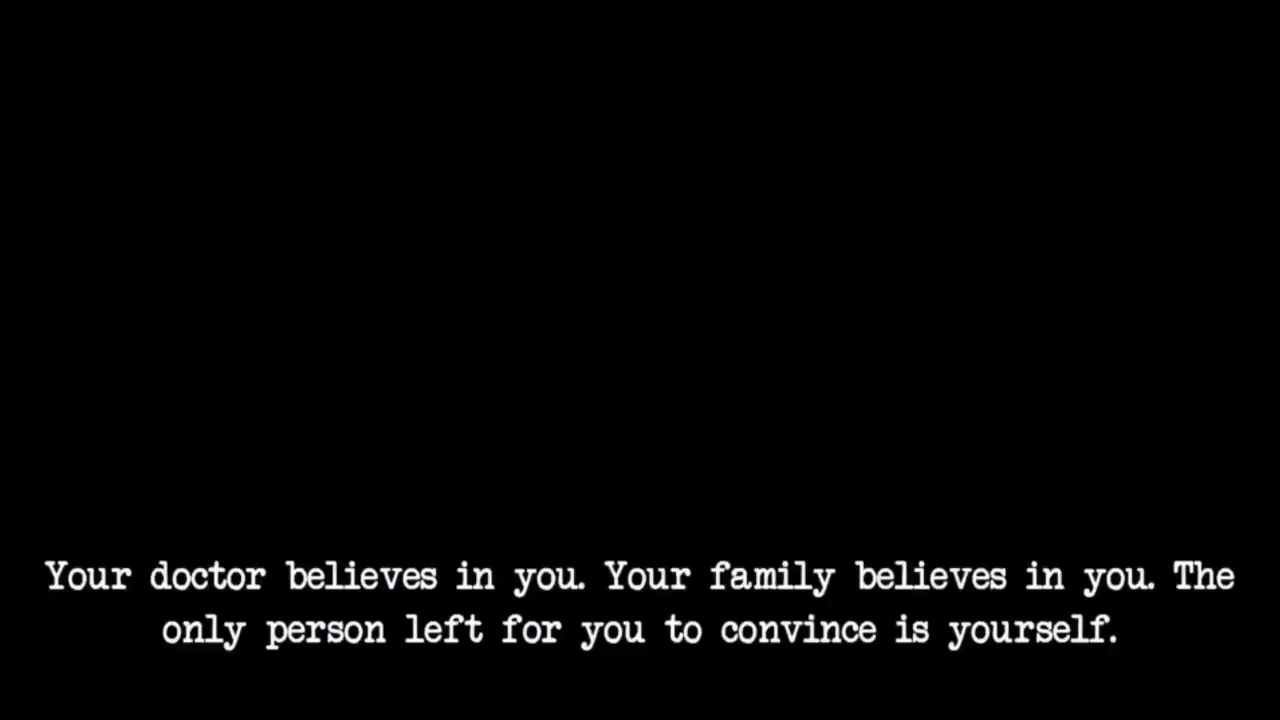 Your doctor believes in you. Your family believes in you. The
only person left for you to convince is yourself.